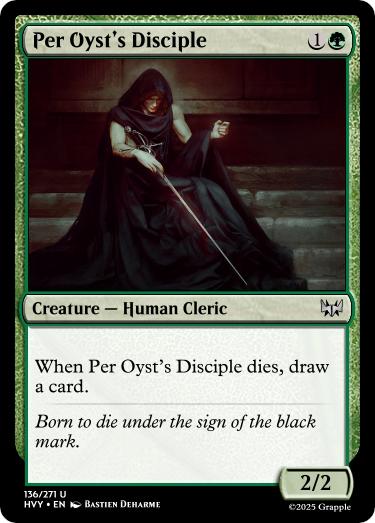 Per Oyst's Disciple 1
Creature — Human Cleric
When Per Oyst's Disciple dies, draw
a card.
Born to die under the sign of the black
mark.
2/2
136/271 U
HVY • EN Bastien Deharme
©2025 Grapple